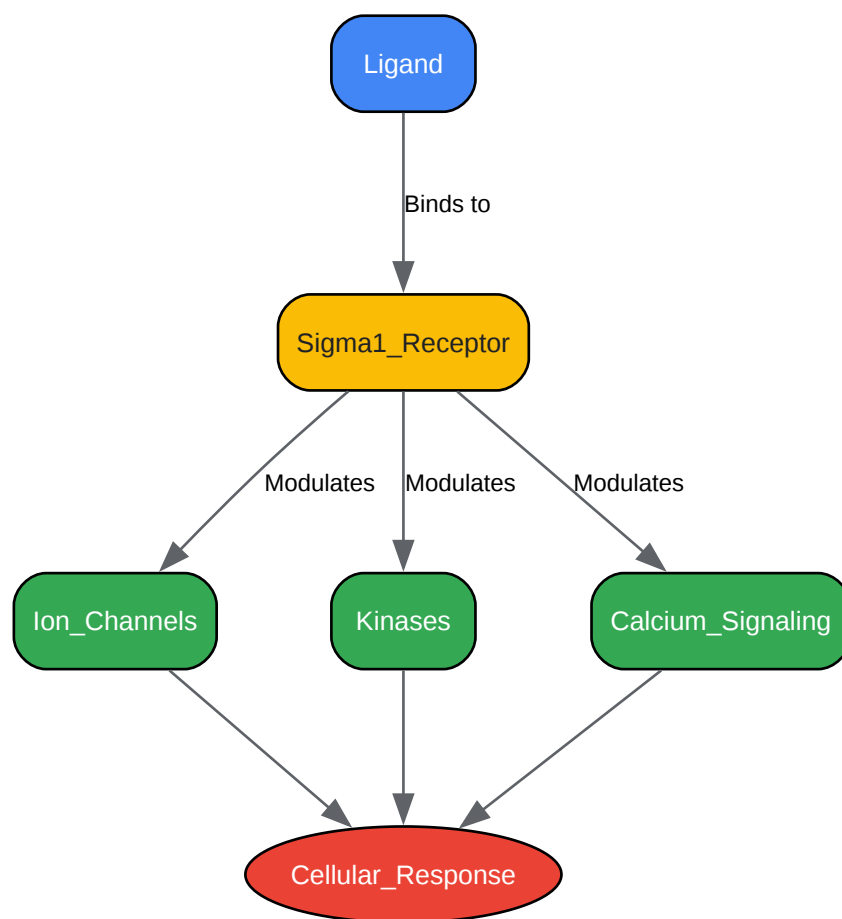 Ligand
Binds to
Sigma1_Receptor
Modulates
Modulates
Modulates
Ion_Channels
Kinases
Calcium_Signaling
Cellular_Response